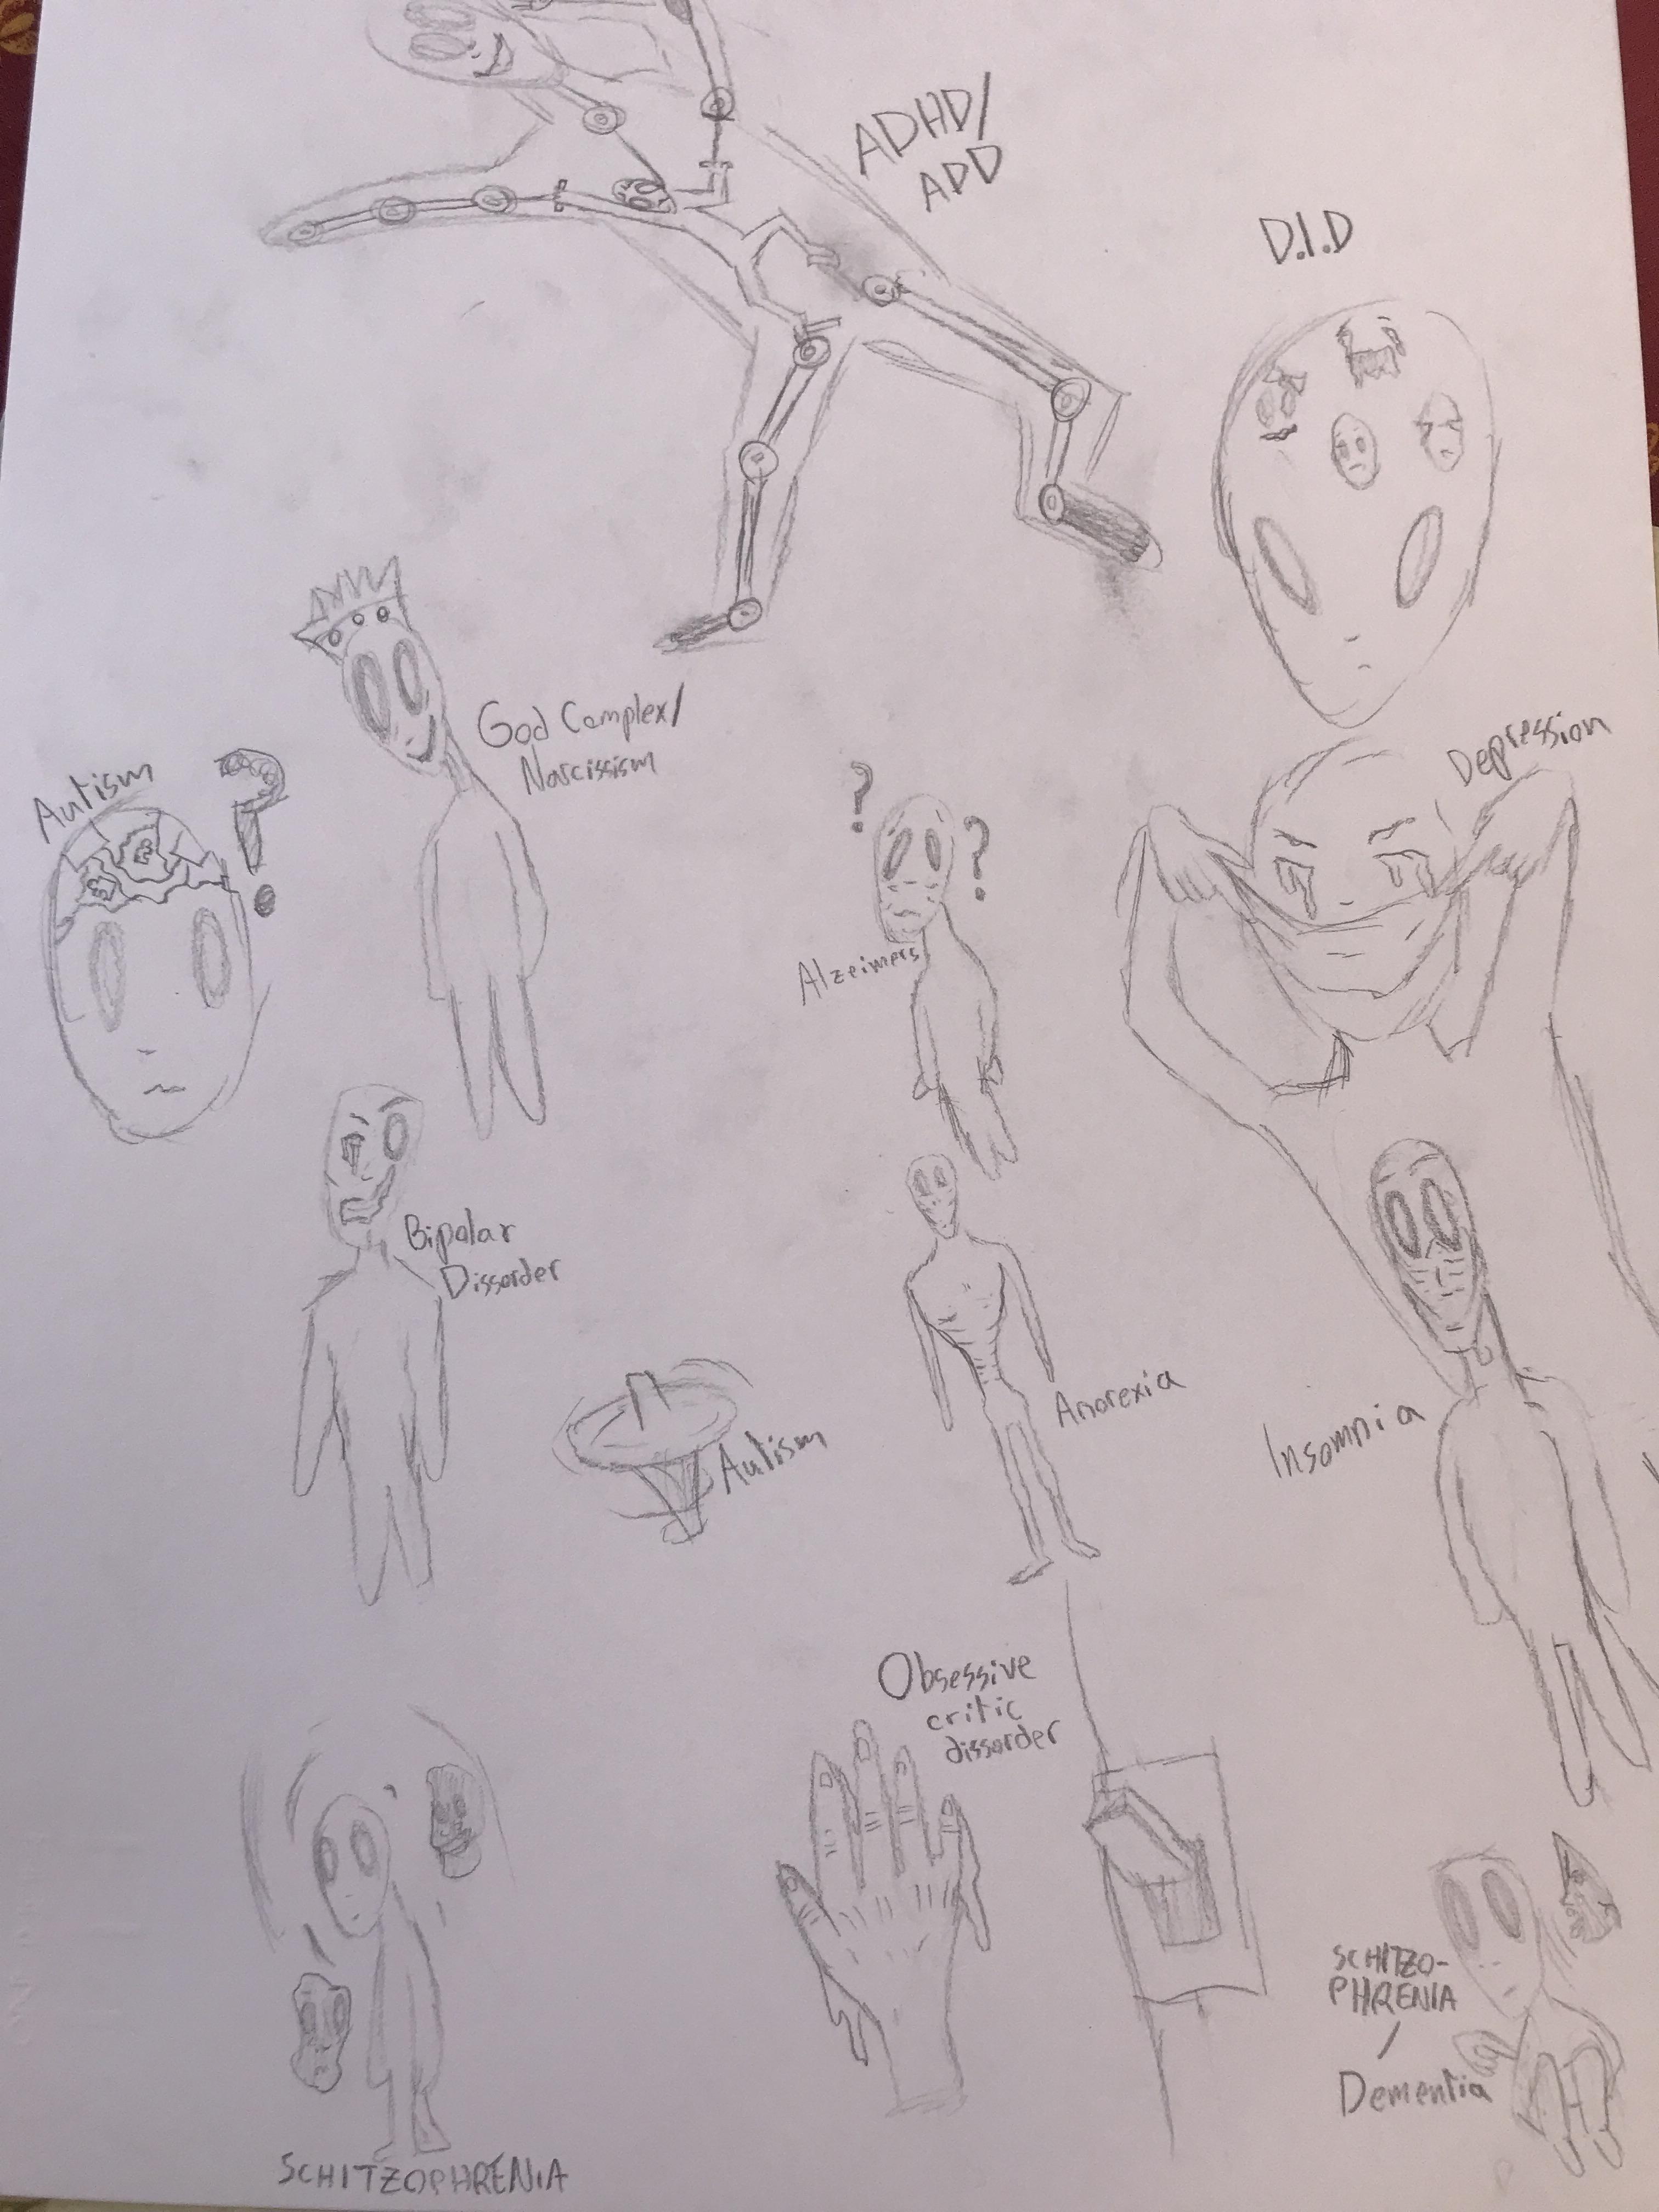 ADHD/
ADD
D.I.D
God Complex/
Narcissism
Depression
Autism
?
?
?
Alzeimers
Bipolar
Dissorder
Autism
Anorexia
Insomnia
Obsessive
critic
dissorder
SCHITZO-
PHRENIA
/
Dementia
SCHITZOPHRENIA